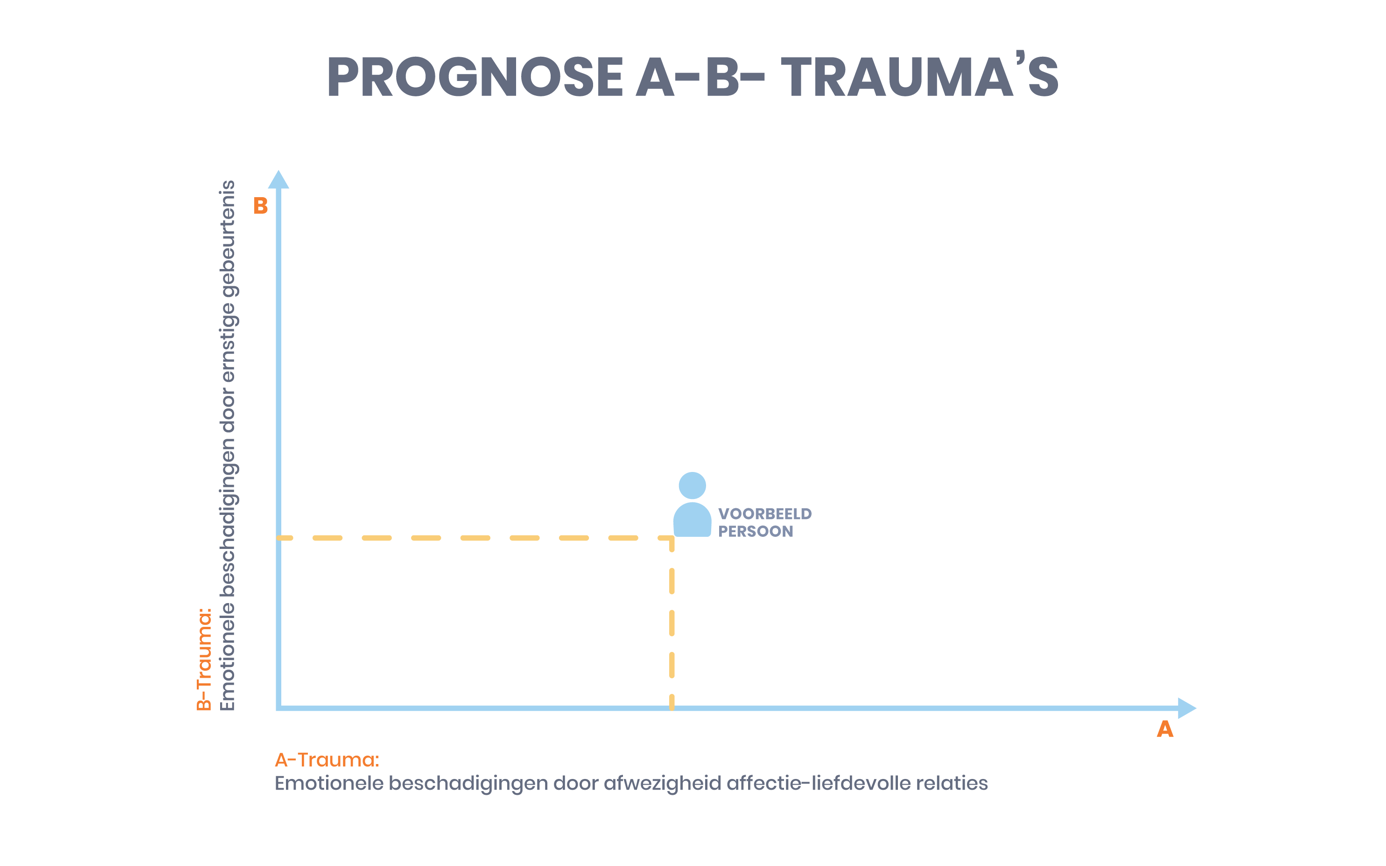 PROGNOSE A-B- TRAUMA’S
B
B-Trauma:
Emotionele beschadigingen door ernstige gebeurtenis
VOORBEELD
PERSOON
A
A-Trauma:
Emotionele beschadigingen door afwezigheid affectie-liefdevolle relaties